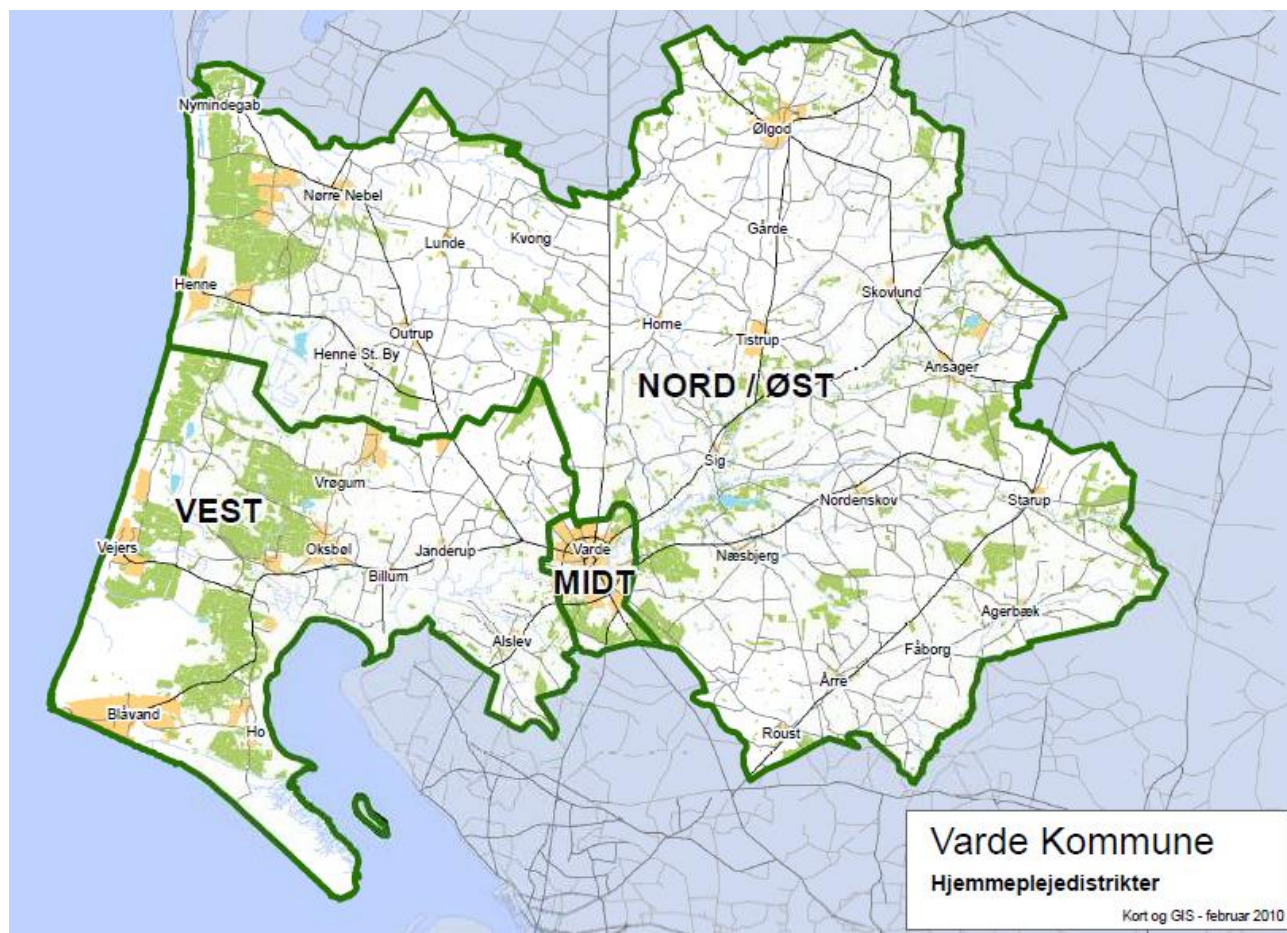 Nymindegab
Ølgod
Nørre Nebel
Gårde
Lunde
Kvong
Henne
Skovlund
Horne
Outrup
Tistrup
Henne St. By
Ansager
NORD / ØST
Sig
Vrøgum
Nordenskov
Starup
VEST
Vejers
Oksbøl
Janderup
Varde
Næsbjerg
Billum
MIDT
Agerbæk
Alslev
Fåborg
Årre
Blåvand
Ho
Roust
Varde Kommune
Hjemmeplejedistrikter
Kort og GIS - februar 2010